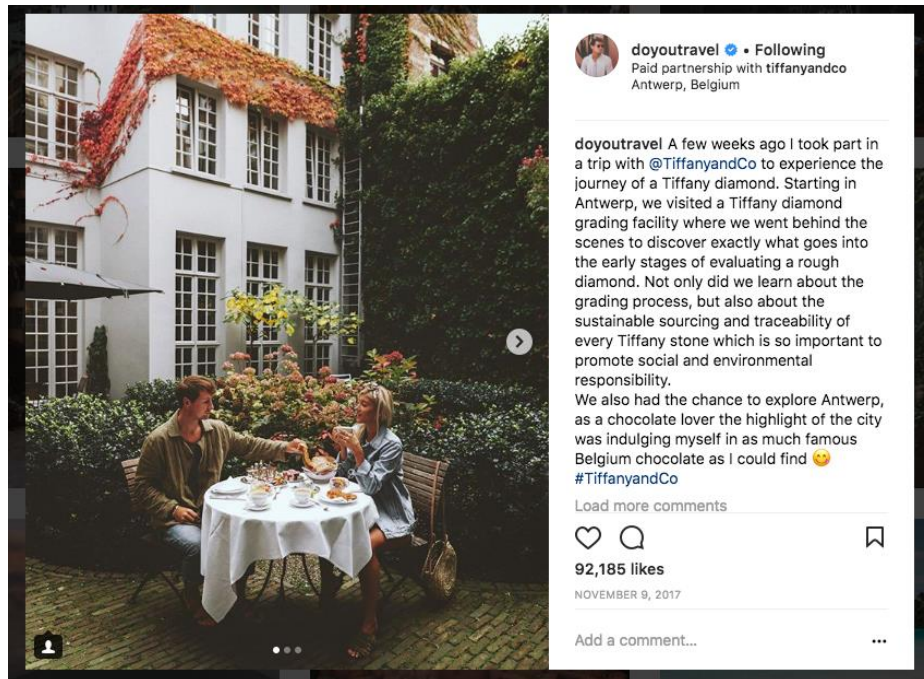 doyoutravel • Following
Paid partnership with tiffanyandco
Antwerp, Belgium
doyoutravel A few weeks ago I took part in
a trip with @TiffanyandCo to experience the
journey of a Tiffany diamond. Starting in
Antwerp, we visited a Tiffany diamond
grading facility where we went behind the
scenes to discover exactly what goes into
the early stages of evaluating a rough
diamond. Not only did we learn about the
grading process, but also about the
sustainable sourcing and traceability of
every Tiffany stone which is so important to
promote social and environmental
responsibility.
We also had the chance to explore Antwerp,
as a chocolate lover the highlight of the city
was indulging myself in as much famous
Belgium chocolate as I could find 😋
#TiffanyandCo
Load more comments
92,185 likes
NOVEMBER 9, 2017
Add a comment...